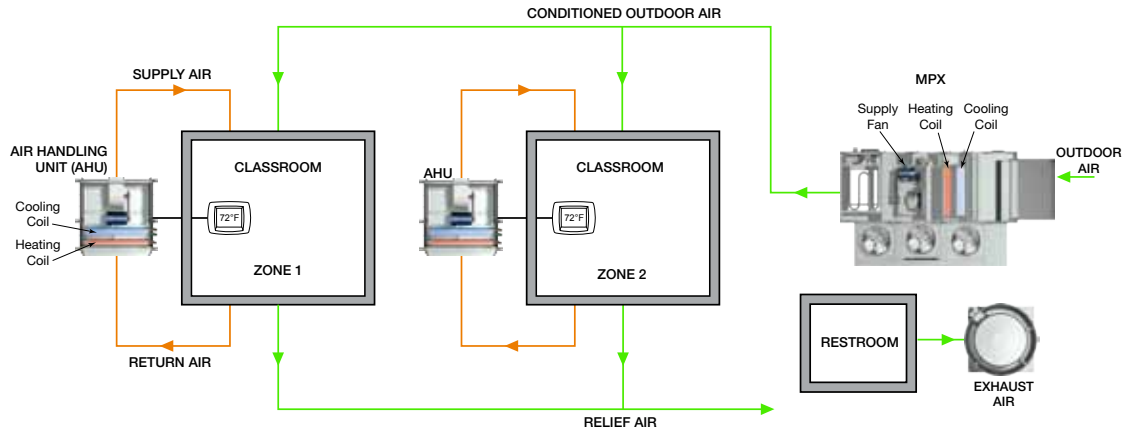 CONDITIONED OUTDOOR AIR
SUPPLY AIR
MPX
Supply
Fan
Heating
Coil
Cooling
Coil
OUTDOOR
AIR
AIR HANDLING
UNIT (AHU)
Cooling
Coil
Heating
Coil
CLASSROOM
72°F
ZONE 1
AHU
CLASSROOM
72°F
ZONE 2
RETURN AIR
RESTROOM
EXHAUST
AIR
RELIEF AIR